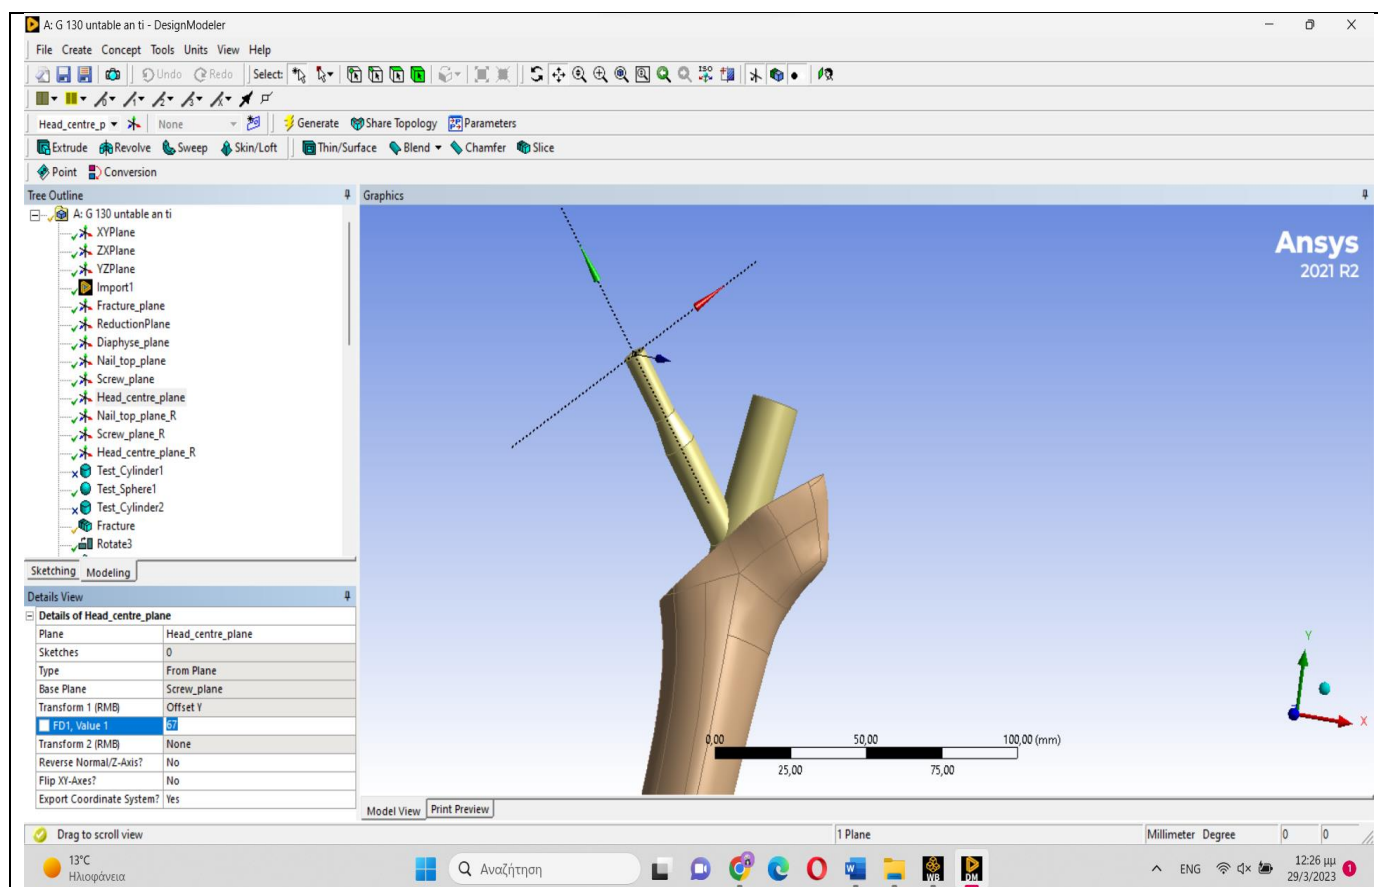 A: G 130 untable an ti - DesignModeler
File Create Concept Tools Units View Help
Undo Redo Select:
Head_centre_p None Generate Share Topology Parameters
Extrude Revolve Sweep Skin/Loft Thin/Surface Blend Chamfer Slice
Point Conversion
Tree Outline
A: G 130 untable an ti
XYPlane
ZXPlane
YZPlane
Import1
Fracture_plane
ReductionPlane
Diaphyse_plane
Nail_top_plane
Screw_plane
Head_centre_plane
Nail_top_plane_R
Screw_plane_R
Head_centre_plane_R
Test_Cylinder1
Test_Sphere1
Test_Cylinder2
Fracture
Rotate3
Sketching Modeling
Details View
Details of Head_centre_plane
Plane Head_centre_plane
Sketches 0
Type From Plane
Base Plane Screw_plane
Transform 1 (RMB) Offset Y
FD1, Value 1 67
Transform 2 (RMB) None
Reverse Normal/Z-Axis? No
Flip XY-Axes? No
Export Coordinate System? Yes
Graphics
Ansys
2021 R2
Y
X
0,00 50,00 100,00 (mm)
25,00 75,00
Model View Print Preview
Drag to scroll view 1 Plane Millimeter Degree 0 0
13°C
Ηλιοφάνεια
Αναζήτηση
WB DM
ENG
12:26 μμ
29/3/2023
1